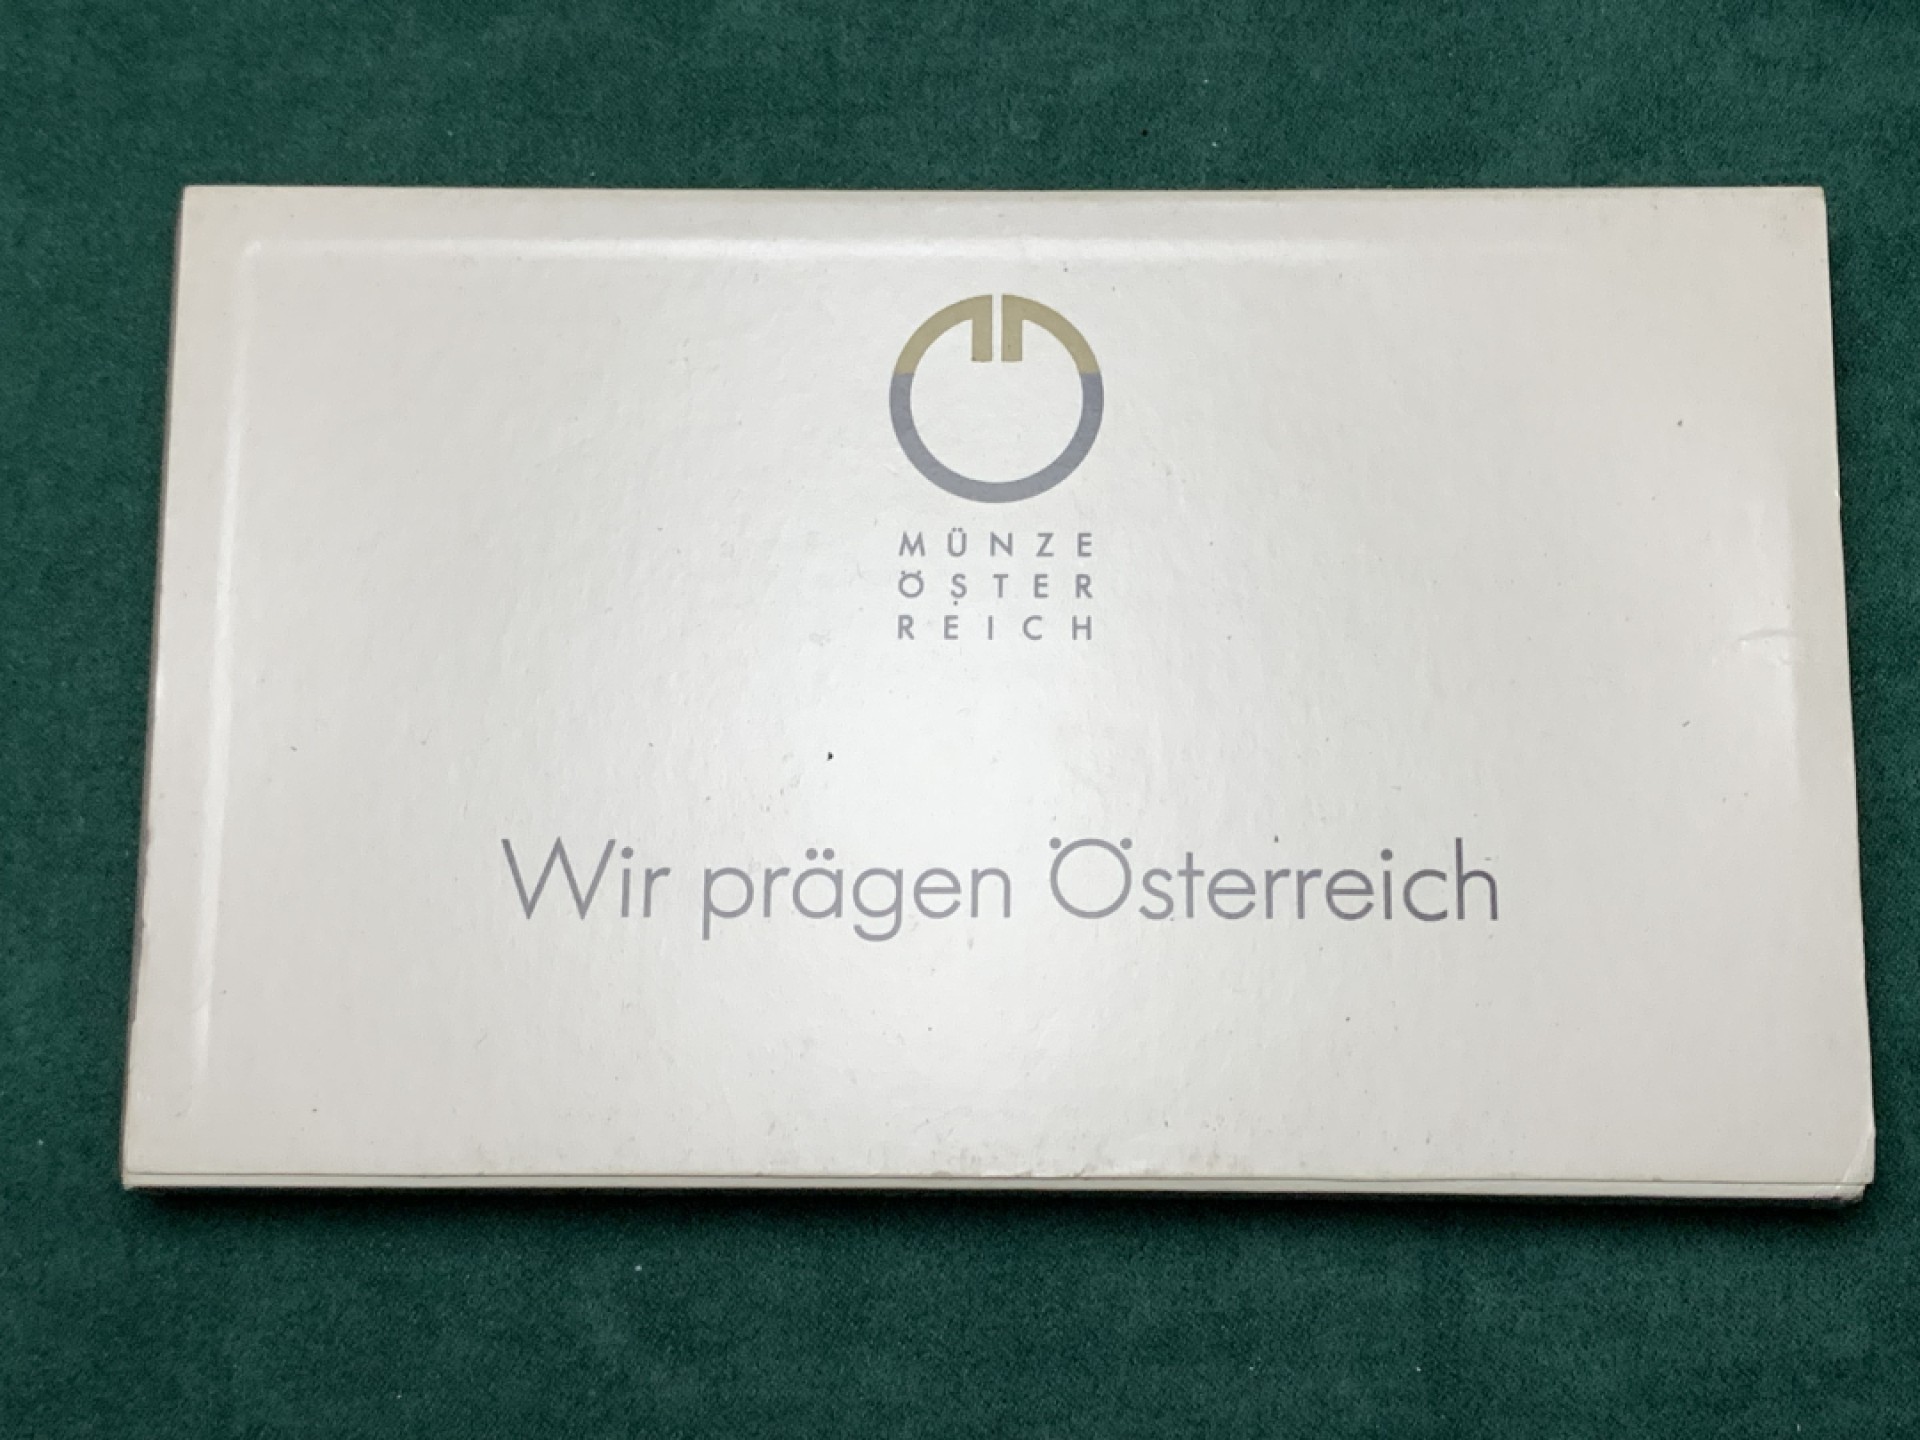 MÜNZE
ÖSTER
REICH
Wir prägen Österreich